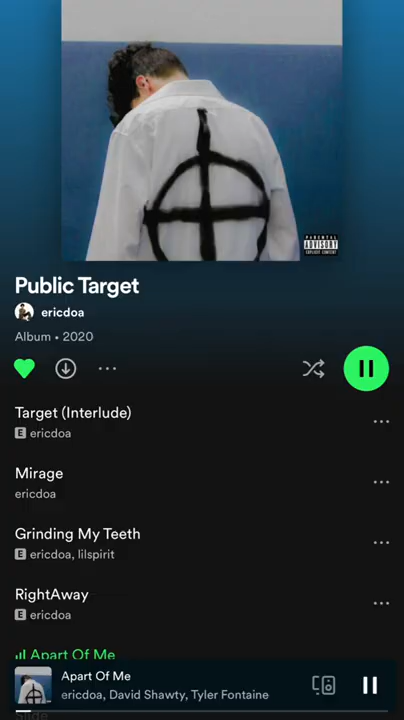 PARENTAL
ADVISORY
EXPLICIT CONTENT
Public Target
ericdoa
Album • 2020
Target (Interlude)
E ericdoa
Mirage
ericdoa
Grinding My Teeth
E ericdoa, lilspirit
RightAway
E ericdoa
Apart Of Me
Apart Of Me
ericdoa, David Shawty, Tyler Fontaine
Slide